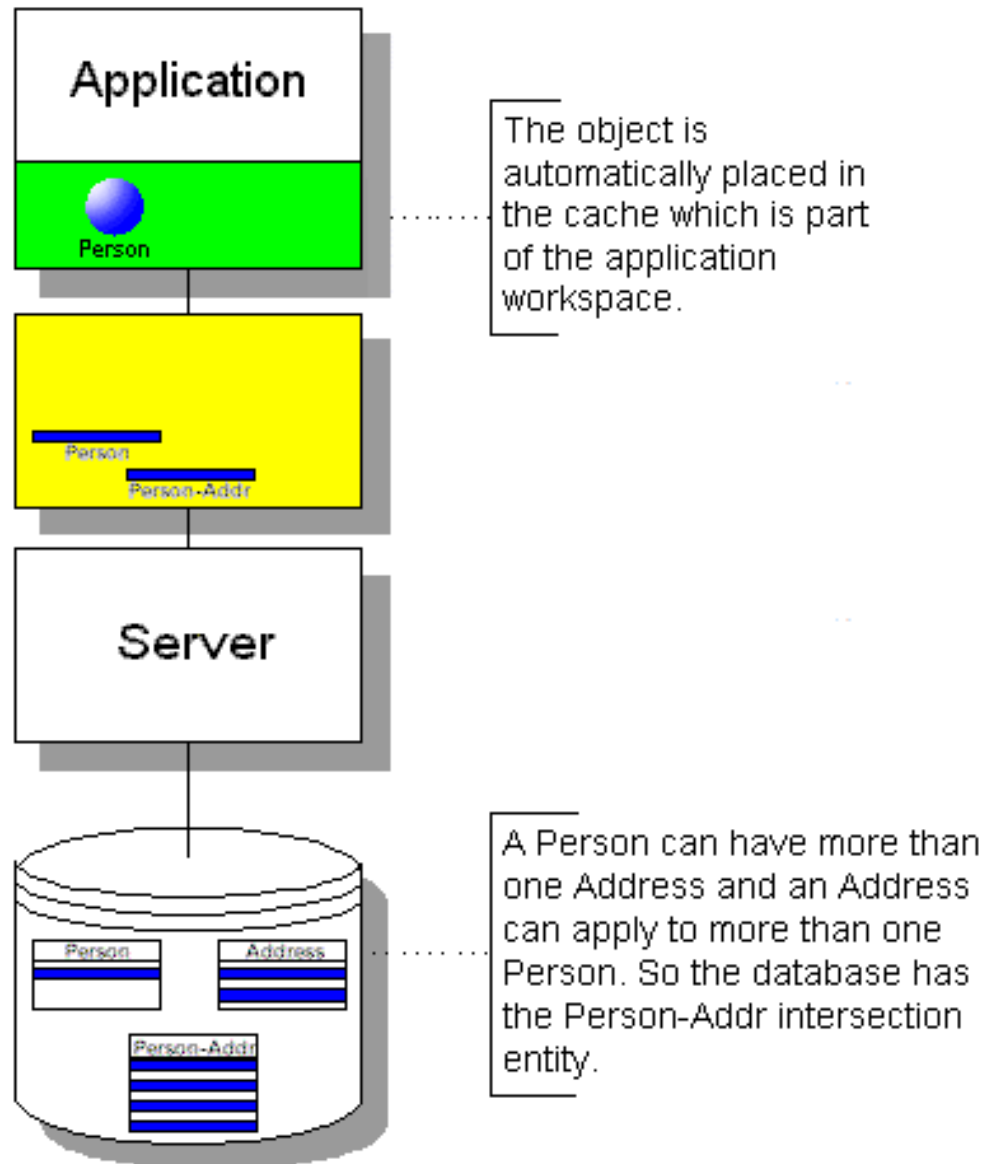 Application
Person
The object is
automatically placed in
the cache which is part
of the application
workspace.
Person
Person-Addr
Server
A Person can have more than
one Address and an Address
can apply to more than one
Person. So the database has
the Person-Addr intersection
entity.
Person
Address
Person-Addr